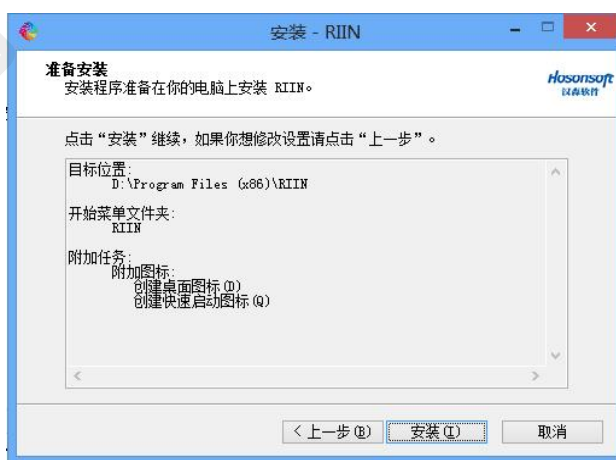 安装 - RIIN
准备安装
安装程序准备在你的电脑上安装 RIIN。
Hosonsoft
汉森软件
点击“安装”继续，如果你想修改设置请点击“上一步”。
目标位置:
D:\Program Files (x86)\RIIN
开始菜单文件夹:
RIIN
附加任务:
附加图标:
创建桌面图标(D)
创建快速启动图标(Q)
< 上一步(B)
安装(I)
取消